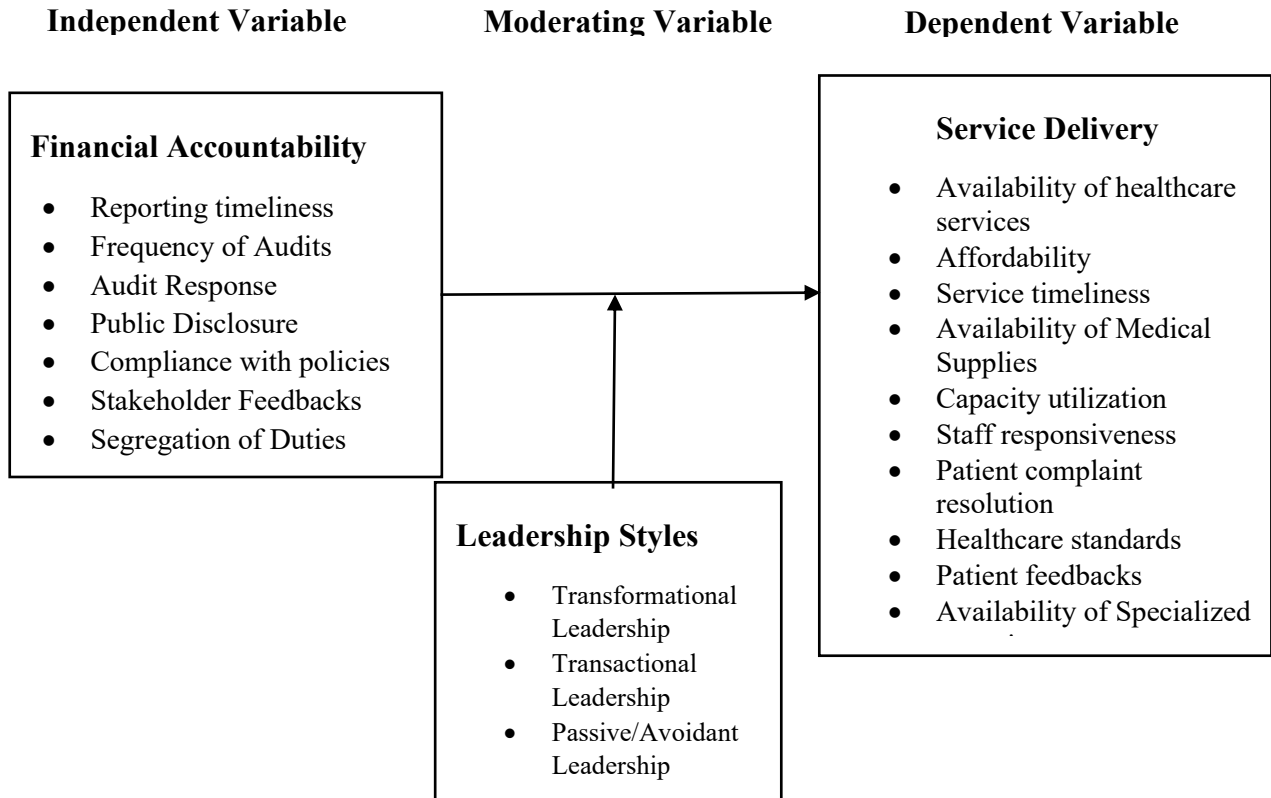 Independent Variable
Moderating Variable
Dependent Variable
Financial Accountability
• Reporting timeliness
• Frequency of Audits
• Audit Response
• Public Disclosure
• Compliance with policies
• Stakeholder Feedbacks
• Segregation of Duties
Leadership Styles
• Transformational
Leadership
• Transactional
Leadership
• Passive/Avoidant
Leadership
Service Delivery
• Availability of healthcare
services
• Affordability
• Service timeliness
• Availability of Medical
Supplies
• Capacity utilization
• Staff responsiveness
• Patient complaint
resolution
• Healthcare standards
• Patient feedbacks
• Availability of Specialized